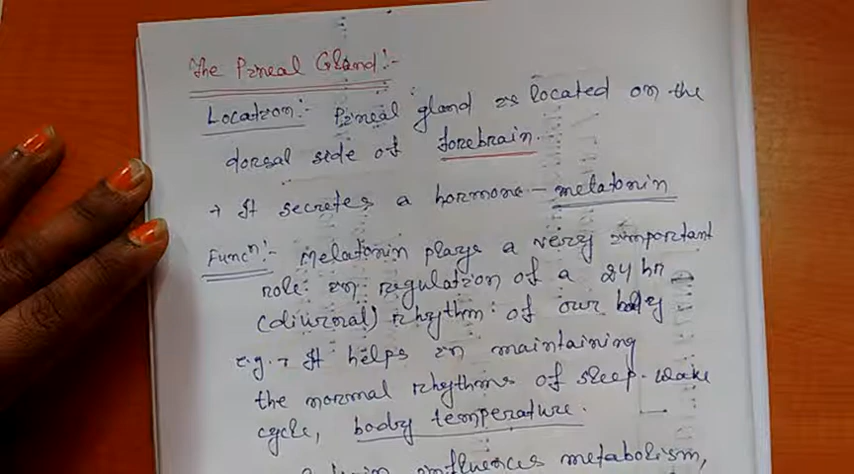 The Pineal Gland:-
Location:- Pineal gland is located on the
dorsal side of forebrain.
→ It secretes a hormone - melatonin
Funcⁿ:- Melatonin plays a very important
role in regulation of a 24 hr
(diurnal) rhythm of our body
e.g. → It helps in maintaining
the normal rhythms of sleep-wake
cycle, body temperature.
influences metabolism,